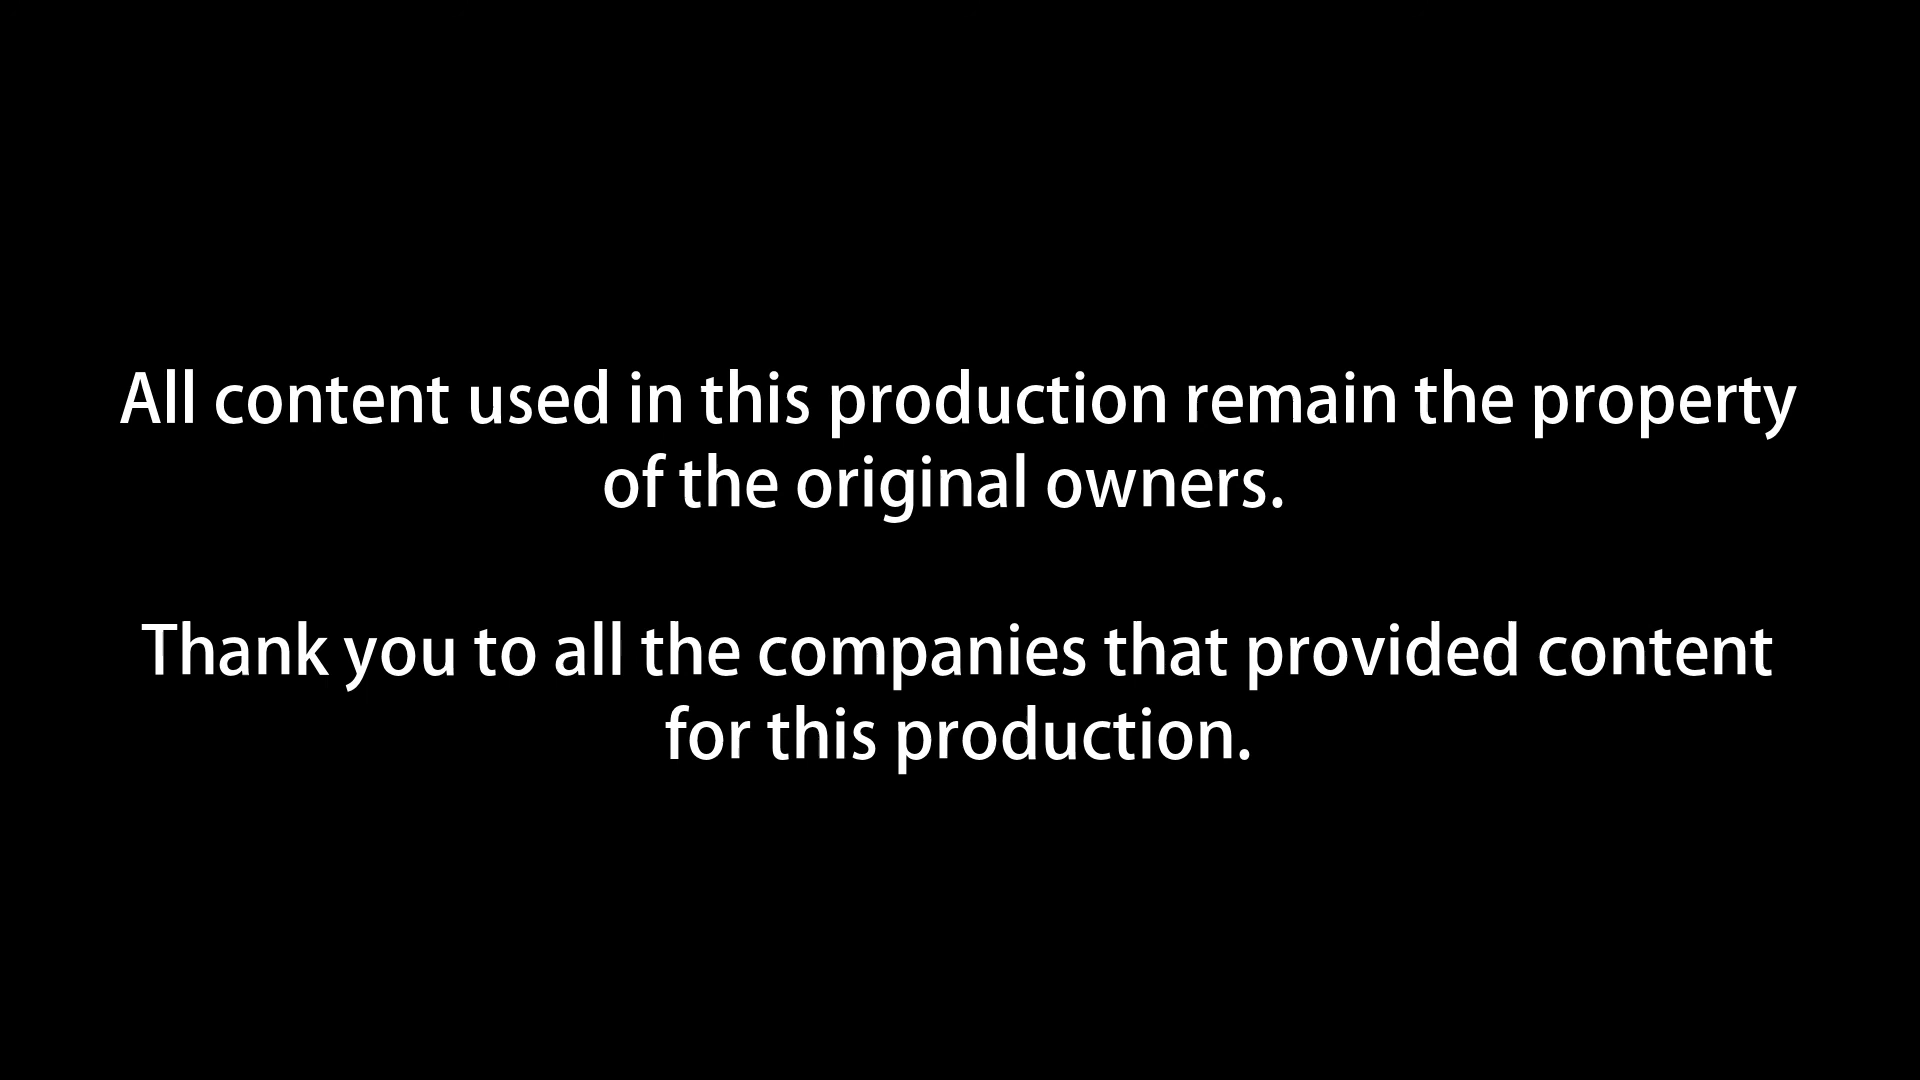 All content used in this production remain the property
of the original owners.
Thank you to all the companies that provided content
for this production.